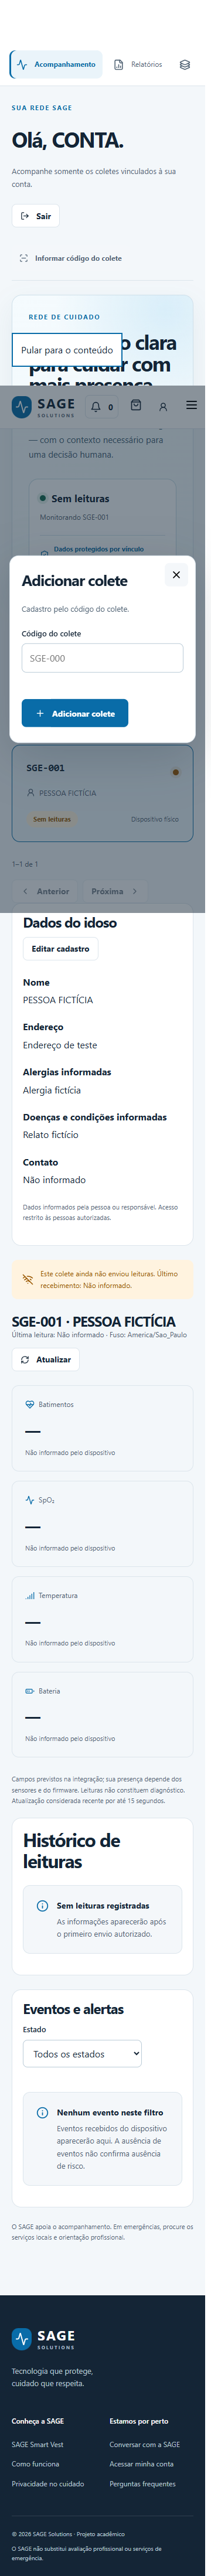 Acompanhamento
Relatórios
SUA REDE SAGE
Olá, CONTA.
Acompanhe somente os coletes vinculados à sua
conta.
Sair
Informar código do colete
REDE DE CUIDADO
Pular para o conteúdo
clara
para cuidar com
mais presença
SAGE
SOLUTIONS
0
— com o contexto necessário para
uma decisão humana.
Sem leituras
Monitorando SGE-001
Dados protegidos por vínculo
Adicionar colete
Cadastro pelo código do colete.
Código do colete
SGE-000
Adicionar colete
SGE-001
PESSOA FICTÍCIA
Sem leituras
Dispositivo físico
1–1 de 1
Anterior
Próxima
Dados do idoso
Editar cadastro
Nome
PESSOA FICTÍCIA
Endereço
Endereço de teste
Alergias informadas
Alergia fictícia
Doenças e condições informadas
Relato fictício
Contato
Não informado
Dados informados pela pessoa ou responsável. Acesso
restrito às pessoas autorizadas.
Este colete ainda não enviou leituras. Último
recebimento: Não informado.
SGE-001 · PESSOA FICTÍCIA
Última leitura: Não informado · Fuso: America/Sao_Paulo
Atualizar
Batimentos
—
Não informado pelo dispositivo
SpO₂
—
Não informado pelo dispositivo
Temperatura
—
Não informado pelo dispositivo
Bateria
—
Não informado pelo dispositivo
Campos previstos na integração; sua presença depende dos
sensores e do firmware. Leituras não constituem diagnóstico.
Atualização considerada recente por até 15 segundos.
Histórico de
leituras
Sem leituras registradas
As informações aparecerão após
o primeiro envio autorizado.
Eventos e alertas
Estado
Todos os estados
Nenhum evento neste filtro
Eventos recebidos do dispositivo
aparecerão aqui. A ausência de
eventos não confirma ausência
de risco.
O SAGE apoia o acompanhamento. Em emergências, procure os
serviços locais e orientação profissional.
SAGE
SOLUTIONS
Tecnologia que protege,
cuidado que respeita.
Conheça a SAGE
Estamos por perto
SAGE Smart Vest
Conversar com a SAGE
Como funciona
Acessar minha conta
Privacidade no cuidado
Perguntas frequentes
© 2026 SAGE Solutions · Projeto acadêmico
O SAGE não substitui avaliação profissional ou serviços de
emergência.